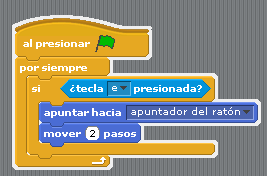 al presionar
por siempre
si ¿tecla e presionada?
apuntar hacia apuntador del ratón
mover 2 pasos